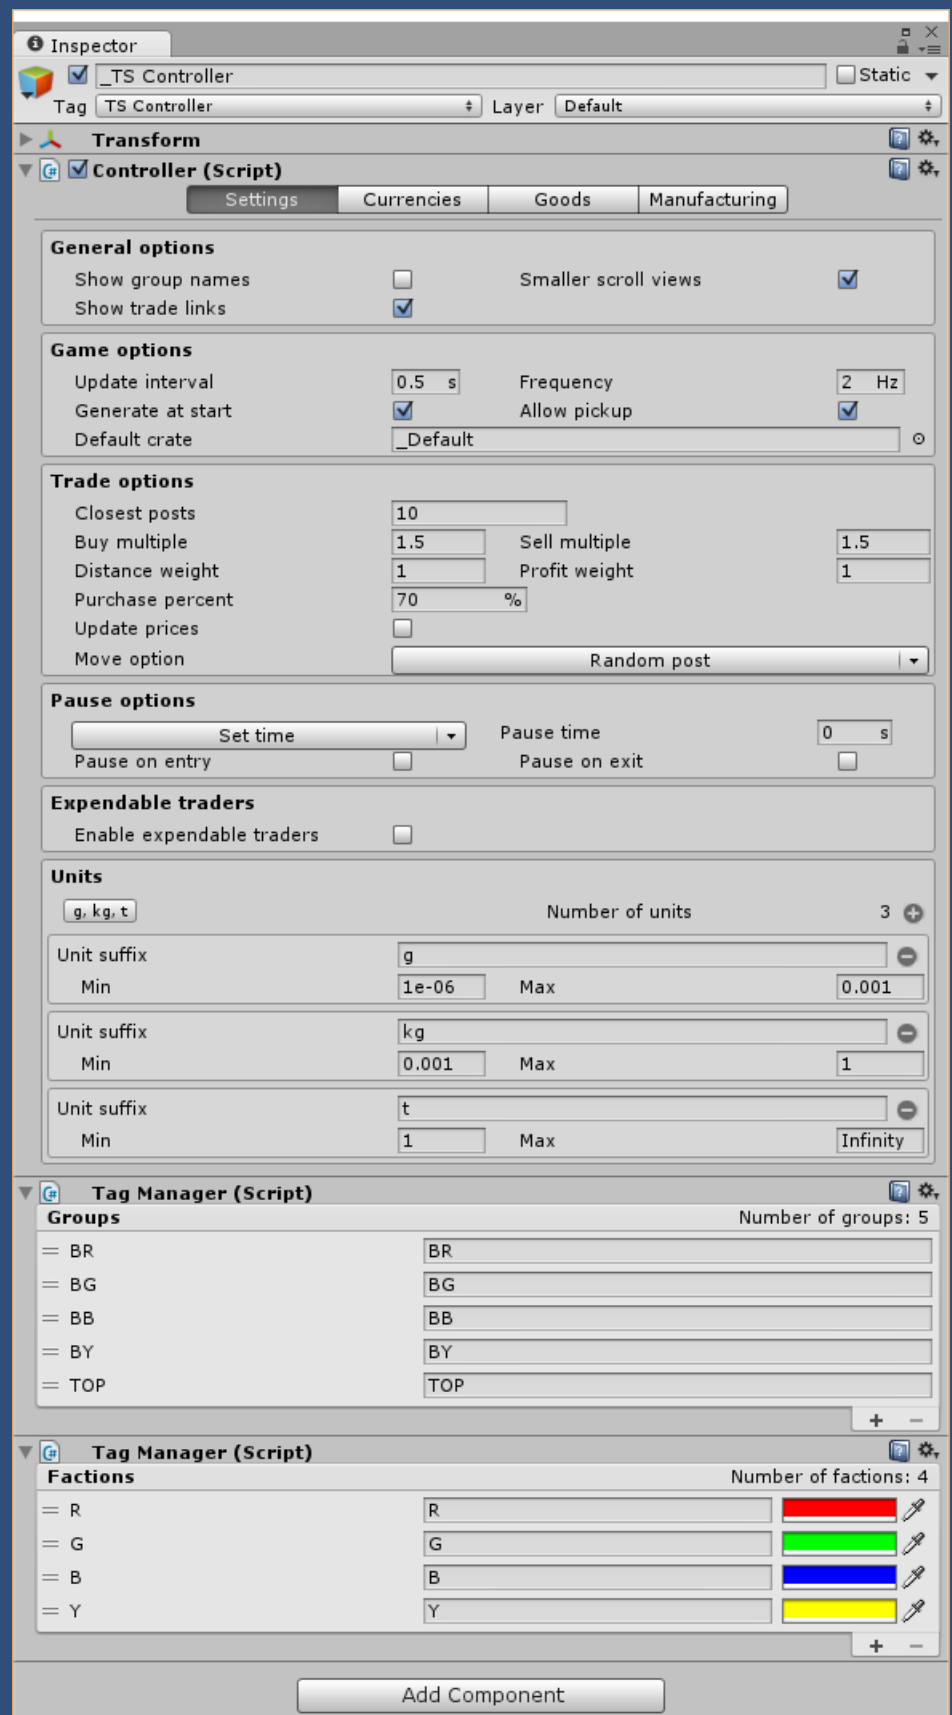 Inspector
_TS Controller Static
Tag TS Controller Layer Default
Transform
Controller (Script)
Settings Currencies Goods Manufacturing
General options
Show group names Smaller scroll views
Show trade links
Game options
Update interval 0.5 s Frequency 2 Hz
Generate at start Allow pickup
Default crate _Default
Trade options
Closest posts 10
Buy multiple 1.5 Sell multiple 1.5
Distance weight 1 Profit weight 1
Purchase percent 70 %
Update prices
Move option Random post
Pause options
Set time Pause time 0 s
Pause on entry Pause on exit
Expendable traders
Enable expendable traders
Units
g, kg, t Number of units 3
Unit suffix g
Min 1e-06 Max 0.001
Unit suffix kg
Min 0.001 Max 1
Unit suffix t
Min 1 Max Infinity
Tag Manager (Script)
Groups Number of groups: 5
= BR BR
= BG BG
= BB BB
= BY BY
= TOP TOP
+ −
Tag Manager (Script)
Factions Number of factions: 4
= R R
= G G
= B B
= Y Y
+ −
Add Component